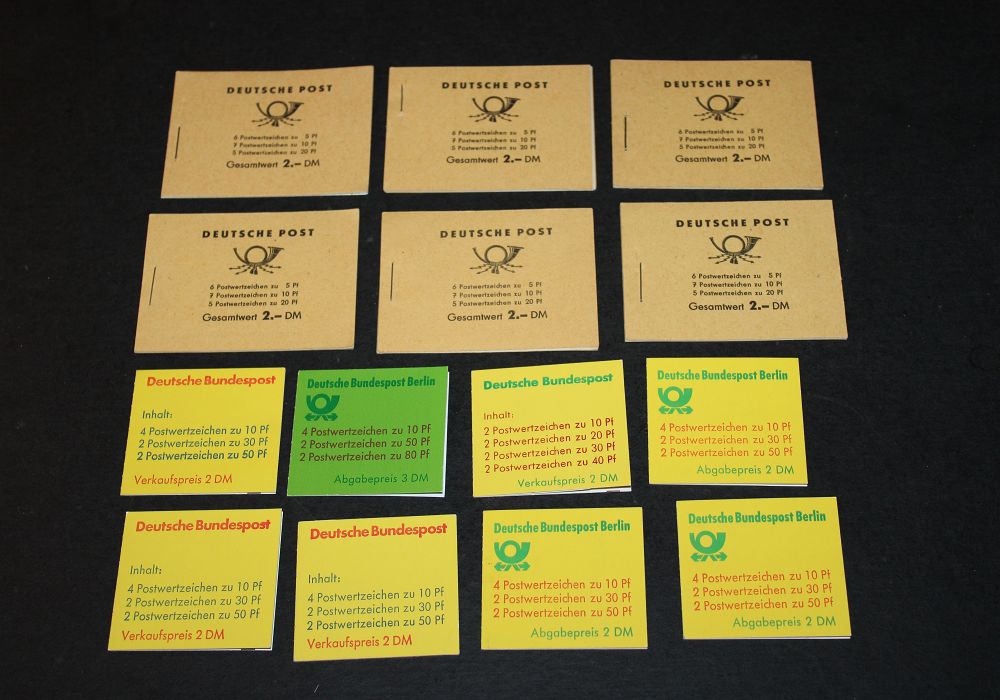 DEUTSCHE POST
6 Postwertzeichen zu 5 Pf
7 Postwertzeichen zu 10 Pf
5 Postwertzeichen zu 20 Pf
Gesamtwert 2.– DM
DEUTSCHE POST
6 Postwertzeichen zu 5 Pf
7 Postwertzeichen zu 10 Pf
5 Postwertzeichen zu 20 Pf
Gesamtwert 2.– DM
DEUTSCHE POST
6 Postwertzeichen zu 5 Pf
7 Postwertzeichen zu 10 Pf
5 Postwertzeichen zu 20 Pf
Gesamtwert 2.– DM
DEUTSCHE POST
6 Postwertzeichen zu 5 Pf
7 Postwertzeichen zu 10 Pf
5 Postwertzeichen zu 20 Pf
Gesamtwert 2.– DM
DEUTSCHE POST
6 Postwertzeichen zu 5 Pf
7 Postwertzeichen zu 10 Pf
5 Postwertzeichen zu 20 Pf
Gesamtwert 2.– DM
DEUTSCHE POST
6 Postwertzeichen zu 5 Pf
7 Postwertzeichen zu 10 Pf
5 Postwertzeichen zu 20 Pf
Gesamtwert 2.– DM
Deutsche Bundespost
Inhalt:
4 Postwertzeichen zu 10 Pf
2 Postwertzeichen zu 30 Pf
2 Postwertzeichen zu 50 Pf
Verkaufspreis 2 DM
Deutsche Bundespost Berlin
4 Postwertzeichen zu 10 Pf
2 Postwertzeichen zu 50 Pf
2 Postwertzeichen zu 80 Pf
Abgabepreis 3 DM
Deutsche Bundespost
Inhalt:
2 Postwertzeichen zu 10 Pf
2 Postwertzeichen zu 20 Pf
2 Postwertzeichen zu 30 Pf
2 Postwertzeichen zu 40 Pf
Verkaufspreis 2 DM
Deutsche Bundespost Berlin
4 Postwertzeichen zu 10 Pf
2 Postwertzeichen zu 30 Pf
2 Postwertzeichen zu 50 Pf
Abgabepreis 2 DM
Deutsche Bundespost
Inhalt:
4 Postwertzeichen zu 10 Pf
2 Postwertzeichen zu 30 Pf
2 Postwertzeichen zu 50 Pf
Verkaufspreis 2 DM
Deutsche Bundespost
Inhalt:
4 Postwertzeichen zu 10 Pf
2 Postwertzeichen zu 30 Pf
2 Postwertzeichen zu 50 Pf
Verkaufspreis 2 DM
Deutsche Bundespost Berlin
4 Postwertzeichen zu 10 Pf
2 Postwertzeichen zu 30 Pf
2 Postwertzeichen zu 50 Pf
Abgabepreis 2 DM
Deutsche Bundespost Berlin
4 Postwertzeichen zu 10 Pf
2 Postwertzeichen zu 30 Pf
2 Postwertzeichen zu 50 Pf
Abgabepreis 2 DM